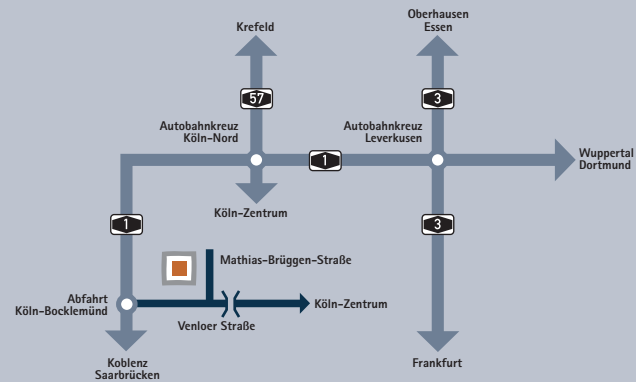 Oberhausen
Essen
Krefeld
57
3
Autobahnkreuz
Köln-Nord
Autobahnkreuz
Leverkusen
1
Wuppertal
Dortmund
Köln-Zentrum
1
3
Mathias-Brüggen-Straße
Abfahrt
Köln-Bocklemünd
Köln-Zentrum
Venloer Straße
Koblenz
Saarbrücken
Frankfurt